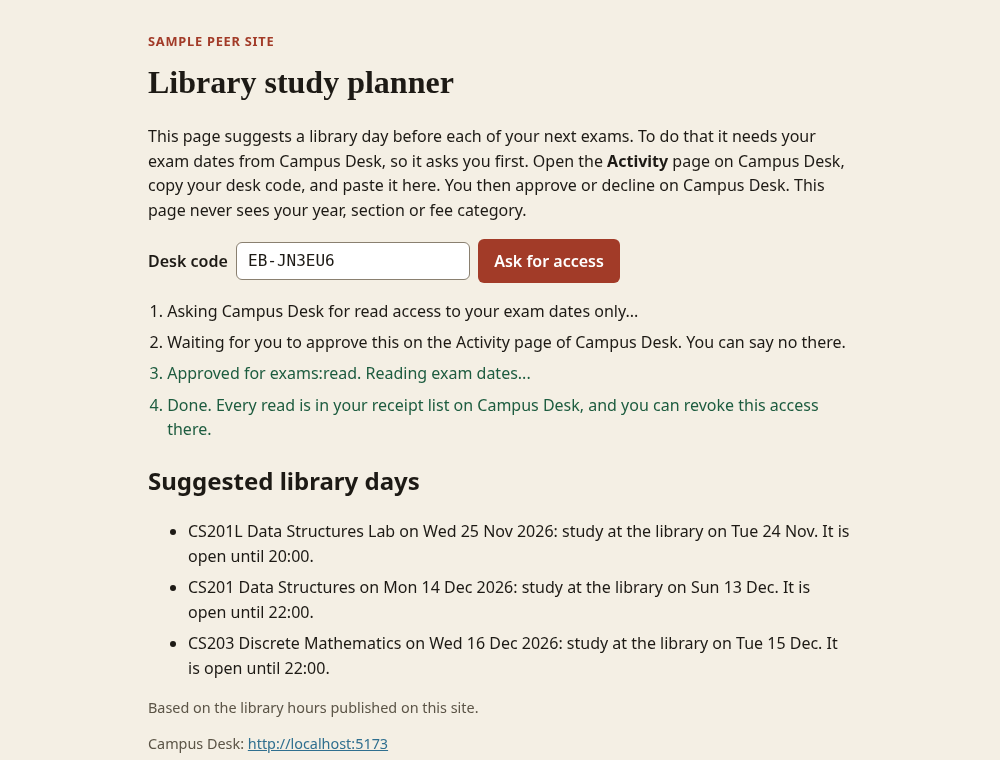 SAMPLE PEER SITE
Library study planner
This page suggests a library day before each of your next exams. To do that it needs your
exam dates from Campus Desk, so it asks you first. Open the Activity page on Campus Desk,
copy your desk code, and paste it here. You then approve or decline on Campus Desk. This
page never sees your year, section or fee category.
Desk code EB-JN3EU6 Ask for access
1. Asking Campus Desk for read access to your exam dates only...
2. Waiting for you to approve this on the Activity page of Campus Desk. You can say no there.
3. Approved for exams:read. Reading exam dates...
4. Done. Every read is in your receipt list on Campus Desk, and you can revoke this access
there.
Suggested library days
• CS201L Data Structures Lab on Wed 25 Nov 2026: study at the library on Tue 24 Nov. It is
open until 20:00.
• CS201 Data Structures on Mon 14 Dec 2026: study at the library on Sun 13 Dec. It is
open until 22:00.
• CS203 Discrete Mathematics on Wed 16 Dec 2026: study at the library on Tue 15 Dec. It
is open until 22:00.
Based on the library hours published on this site.
Campus Desk: http://localhost:5173